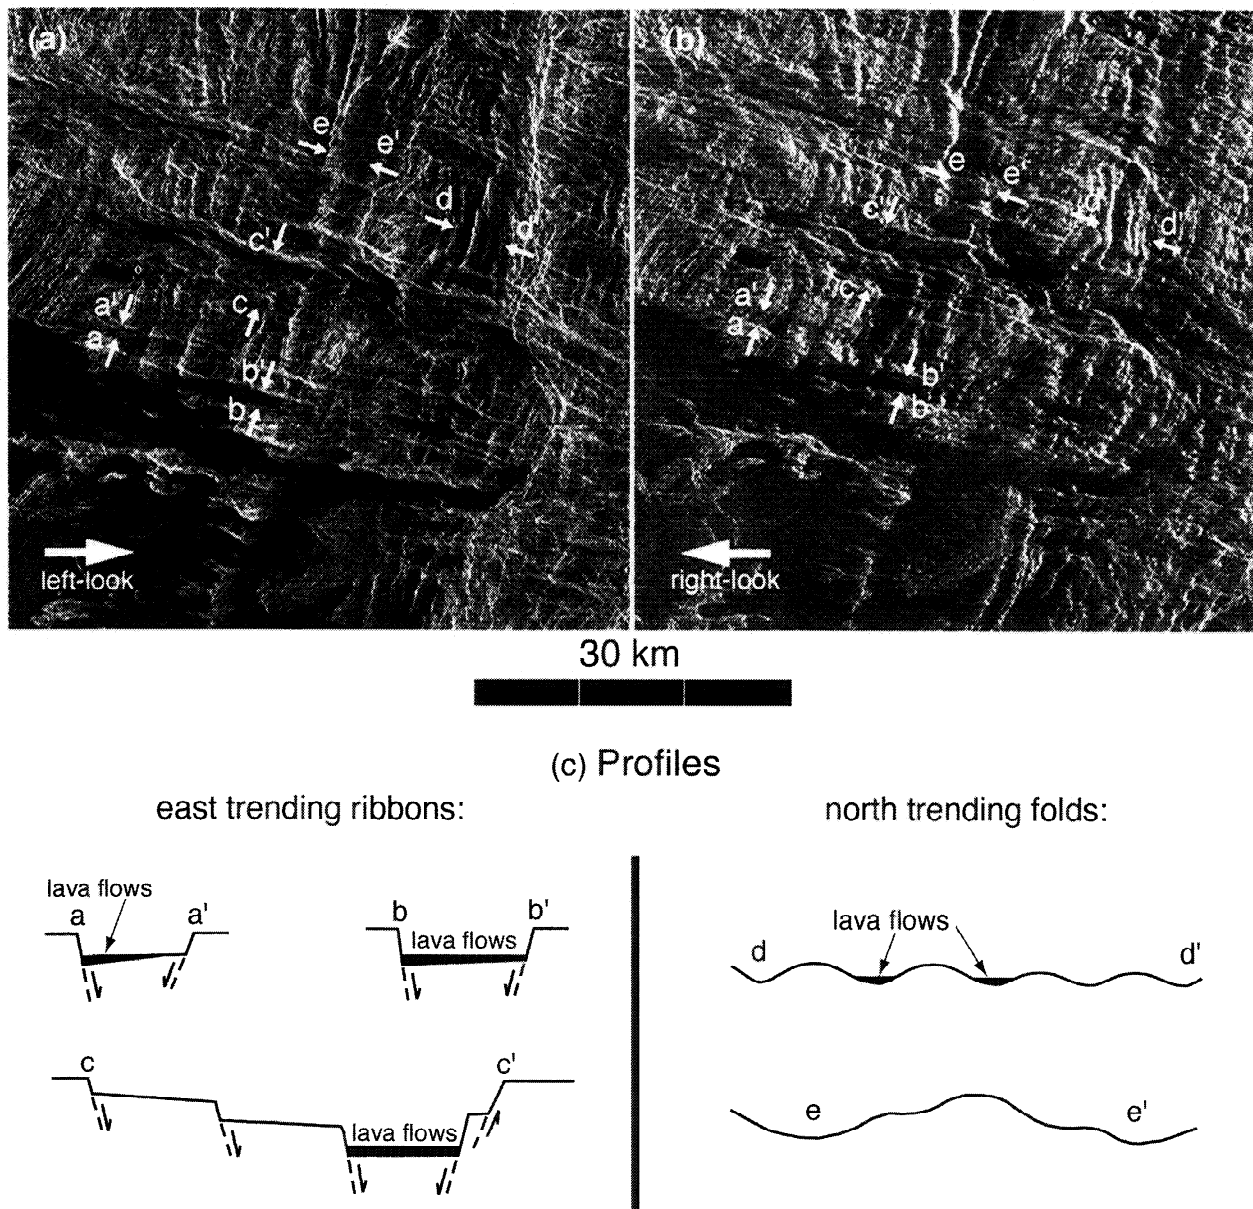 (a)
e
e'
d
d'
c'
a'
c
a
b'
b
left-look
(b)
e
e'
c'
d
d'
a'
c
a
b'
b
right-look
30 km
(c) Profiles
east trending ribbons:
north trending folds:
lava flows
a
a'
b
b'
lava flows
lava flows
d
d'
c
c'
lava flows
e
e'